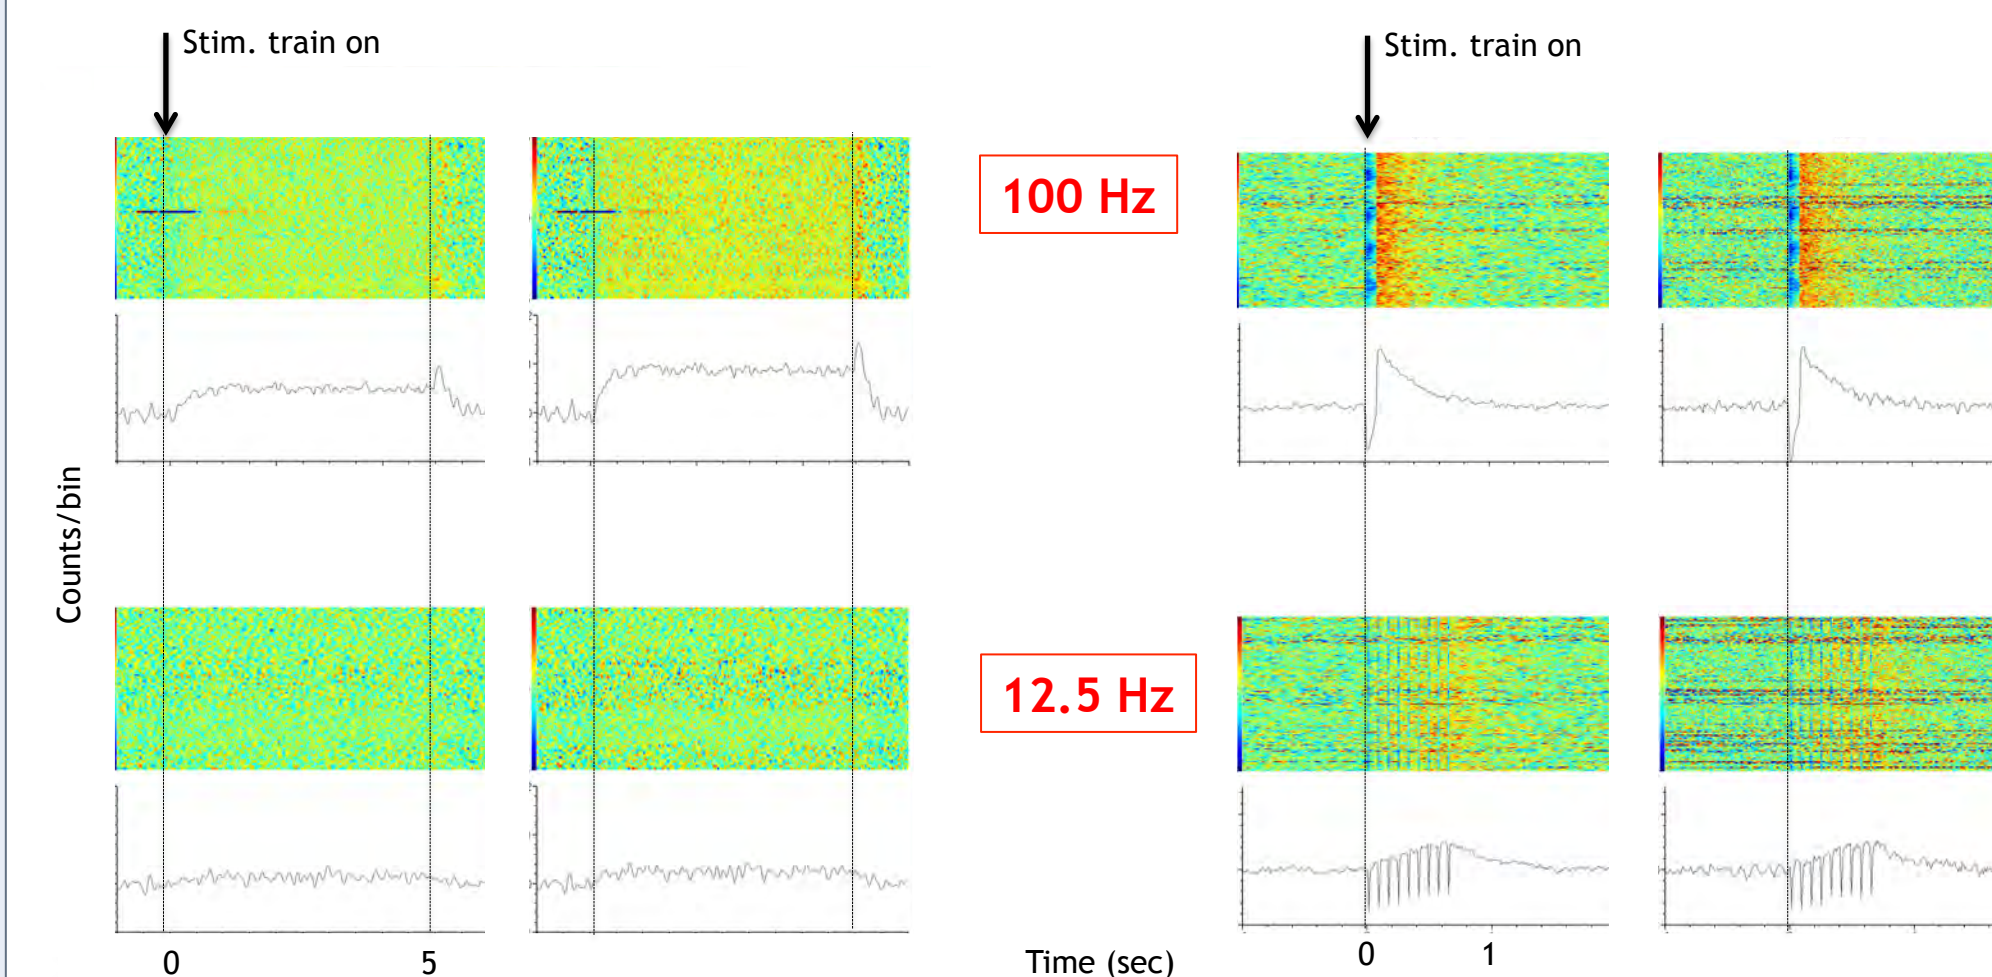 Stim. train on
Stim. train on
100 Hz
Counts/bin
12.5 Hz
0
5
Time (sec)
0
1